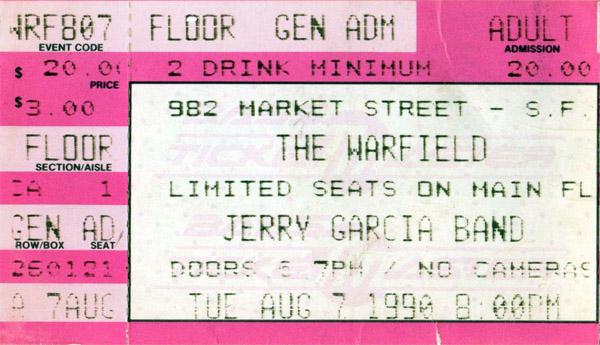 WRF807 FLOOR GEN ADM ADULT
EVENT CODE ADMISSION
$ 20.00 2 DRINK MINIMUM 20.00
PRICE
$3.00 982 MARKET STREET - S.F.
FLOOR THE WARFIELD
SECTION/AISLE
CA 1 LIMITED SEATS ON MAIN FL
GEN AD JERRY GARCIA BAND
ROW/BOX SEAT
260121 DOORS 6 7PM / NO CAMERAS
A 7AUG TUE AUG 7 1990 8:00PM